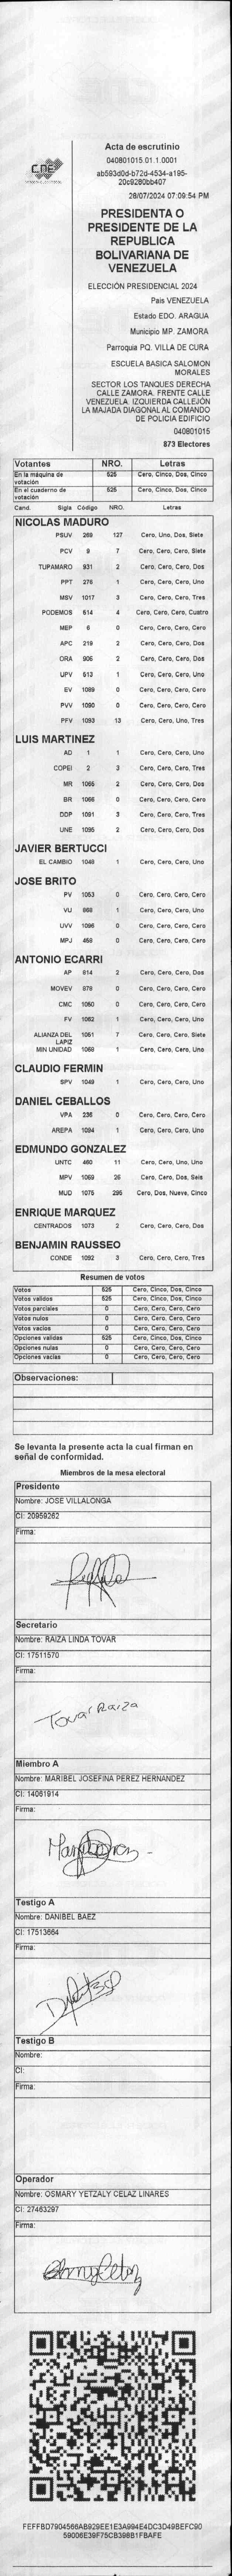 CNE
Acta de escrutinio
040801015.01.1.0001
ab593d0d-b72d-4534-a195-
20c9280bb407
28/07/2024 07:09:54 PM
PRESIDENTA O
PRESIDENTE DE LA
REPUBLICA
BOLIVARIANA DE
VENEZUELA
ELECCIÓN PRESIDENCIAL 2024
Pais VENEZUELA
Estado EDO. ARAGUA
Municipio MP. ZAMORA
Parroquia PQ. VILLA DE CURA
ESCUELA BASICA SALOMON
MORALES
SECTOR LOS TANQUES DERECHA
CALLE ZAMORA. FRENTE CALLE
VENEZUELA. IZQUIERDA CALLEJÓN
LA MAJADA DIAGONAL AL COMANDO
DE POLICIA EDIFICIO
040801015
873 Electores
Votantes NRO. Letras
En la máquina de votación 525 Cero, Cinco, Dos, Cinco
En el cuaderno de votación 525 Cero, Cinco, Dos, Cinco
Cand. Sigla Código NRO. Letras
NICOLAS MADURO
PSUV 269 127 Cero, Uno, Dos, Siete
PCV 9 7 Cero, Cero, Cero, Siete
TUPAMARO 931 2 Cero, Cero, Cero, Dos
PPT 276 1 Cero, Cero, Cero, Uno
MSV 1017 3 Cero, Cero, Cero, Tres
PODEMOS 514 4 Cero, Cero, Cero, Cuatro
MEP 6 0 Cero, Cero, Cero, Cero
APC 219 2 Cero, Cero, Cero, Dos
ORA 906 2 Cero, Cero, Cero, Dos
UPV 513 1 Cero, Cero, Cero, Uno
EV 1089 0 Cero, Cero, Cero, Cero
PVV 1090 0 Cero, Cero, Cero, Cero
PFV 1093 13 Cero, Cero, Uno, Tres
LUIS MARTINEZ
AD 1 1 Cero, Cero, Cero, Uno
COPEI 2 3 Cero, Cero, Cero, Tres
MR 1065 2 Cero, Cero, Cero, Dos
BR 1066 0 Cero, Cero, Cero, Cero
DDP 1091 3 Cero, Cero, Cero, Tres
UNE 1095 2 Cero, Cero, Cero, Dos
JAVIER BERTUCCI
EL CAMBIO 1048 1 Cero, Cero, Cero, Uno
JOSE BRITO
PV 1053 0 Cero, Cero, Cero, Cero
VU 668 1 Cero, Cero, Cero, Uno
UVV 1096 0 Cero, Cero, Cero, Cero
MPJ 458 0 Cero, Cero, Cero, Cero
ANTONIO ECARRI
AP 814 2 Cero, Cero, Cero, Dos
MOVEV 978 0 Cero, Cero, Cero, Cero
CMC 1050 0 Cero, Cero, Cero, Cero
FV 1062 1 Cero, Cero, Cero, Uno
ALIANZA DEL LAPIZ 1051 7 Cero, Cero, Cero, Siete
MIN UNIDAD 1058 1 Cero, Cero, Cero, Uno
CLAUDIO FERMIN
SPV 1049 1 Cero, Cero, Cero, Uno
DANIEL CEBALLOS
VPA 236 0 Cero, Cero, Cero, Cero
AREPA 1094 1 Cero, Cero, Cero, Uno
EDMUNDO GONZALEZ
UNTC 460 11 Cero, Cero, Uno, Uno
MPV 1069 26 Cero, Cero, Dos, Seis
MUD 1075 295 Cero, Dos, Nueve, Cinco
ENRIQUE MARQUEZ
CENTRADOS 1073 2 Cero, Cero, Cero, Dos
BENJAMIN RAUSSEO
CONDE 1092 3 Cero, Cero, Cero, Tres
Resumen de votos
Votos 525 Cero, Cinco, Dos, Cinco
Votos validos 525 Cero, Cinco, Dos, Cinco
Votos parciales 0 Cero, Cero, Cero, Cero
Votos nulos 0 Cero, Cero, Cero, Cero
Votos vacios 0 Cero, Cero, Cero, Cero
Opciones validas 525 Cero, Cinco, Dos, Cinco
Opciones nulas 0 Cero, Cero, Cero, Cero
Opciones vacias 0 Cero, Cero, Cero, Cero
Observaciones:
Se levanta la presente acta la cual firman en
señal de conformidad.
Miembros de la mesa electoral
Presidente
Nombre: JOSE VILLALONGA
CI: 20959262
Firma:
Secretario
Nombre: RAIZA LINDA TOVAR
CI: 17511570
Firma:
Tovar Raiza
Miembro A
Nombre: MARIBEL JOSEFINA PEREZ HERNANDEZ
CI: 14061914
Firma:
Testigo A
Nombre: DANIBEL BAEZ
CI: 17513664
Firma:
Testigo B
Nombre:
CI:
Firma:
Operador
Nombre: OSMARY YETZALY CELAZ LINARES
CI: 27463297
Firma:
FEFFBD7904566AB929EE1E3A994E4DC3D49BEFC90
59006E39F75CB398B1FBAFE